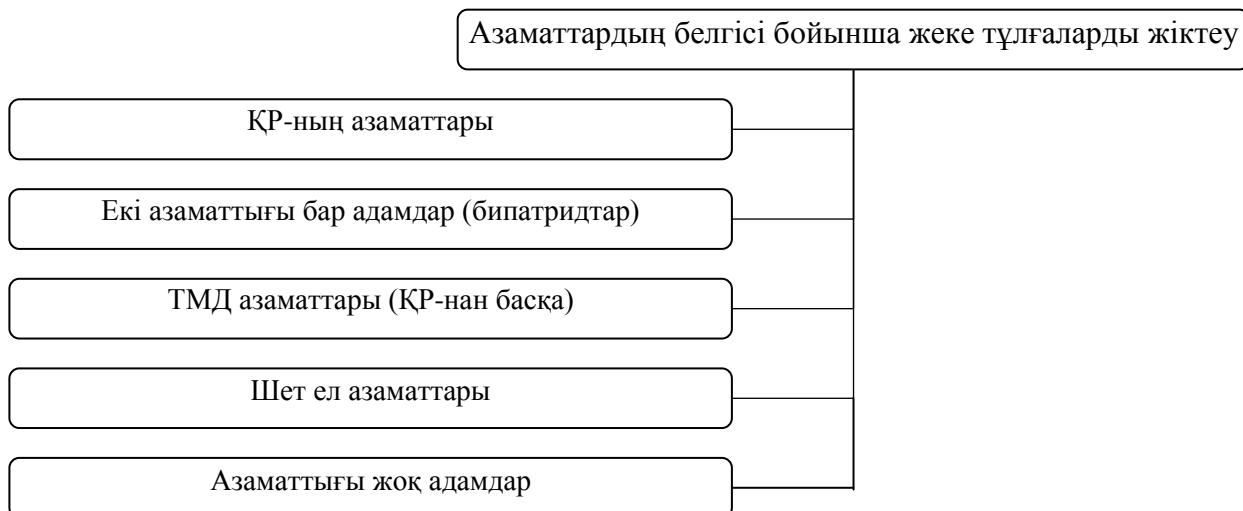 Азаматтардың белгісі бойынша жеке тұлғаларды жіктеу
ҚР-ның азаматтары
Екі азаматтығы бар адамдар (бипатридтар)
ТМД азаматтары (ҚР-нан басқа)
Шет ел азаматтары
Азаматтығы жоқ адамдар